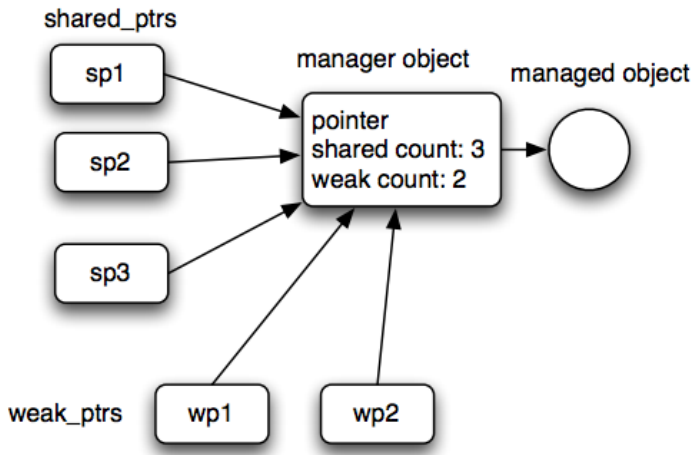 shared_ptrs
sp1
manager object
managed object
pointer
shared count: 3
weak count: 2
sp2
sp3
weak_ptrs
wp1
wp2